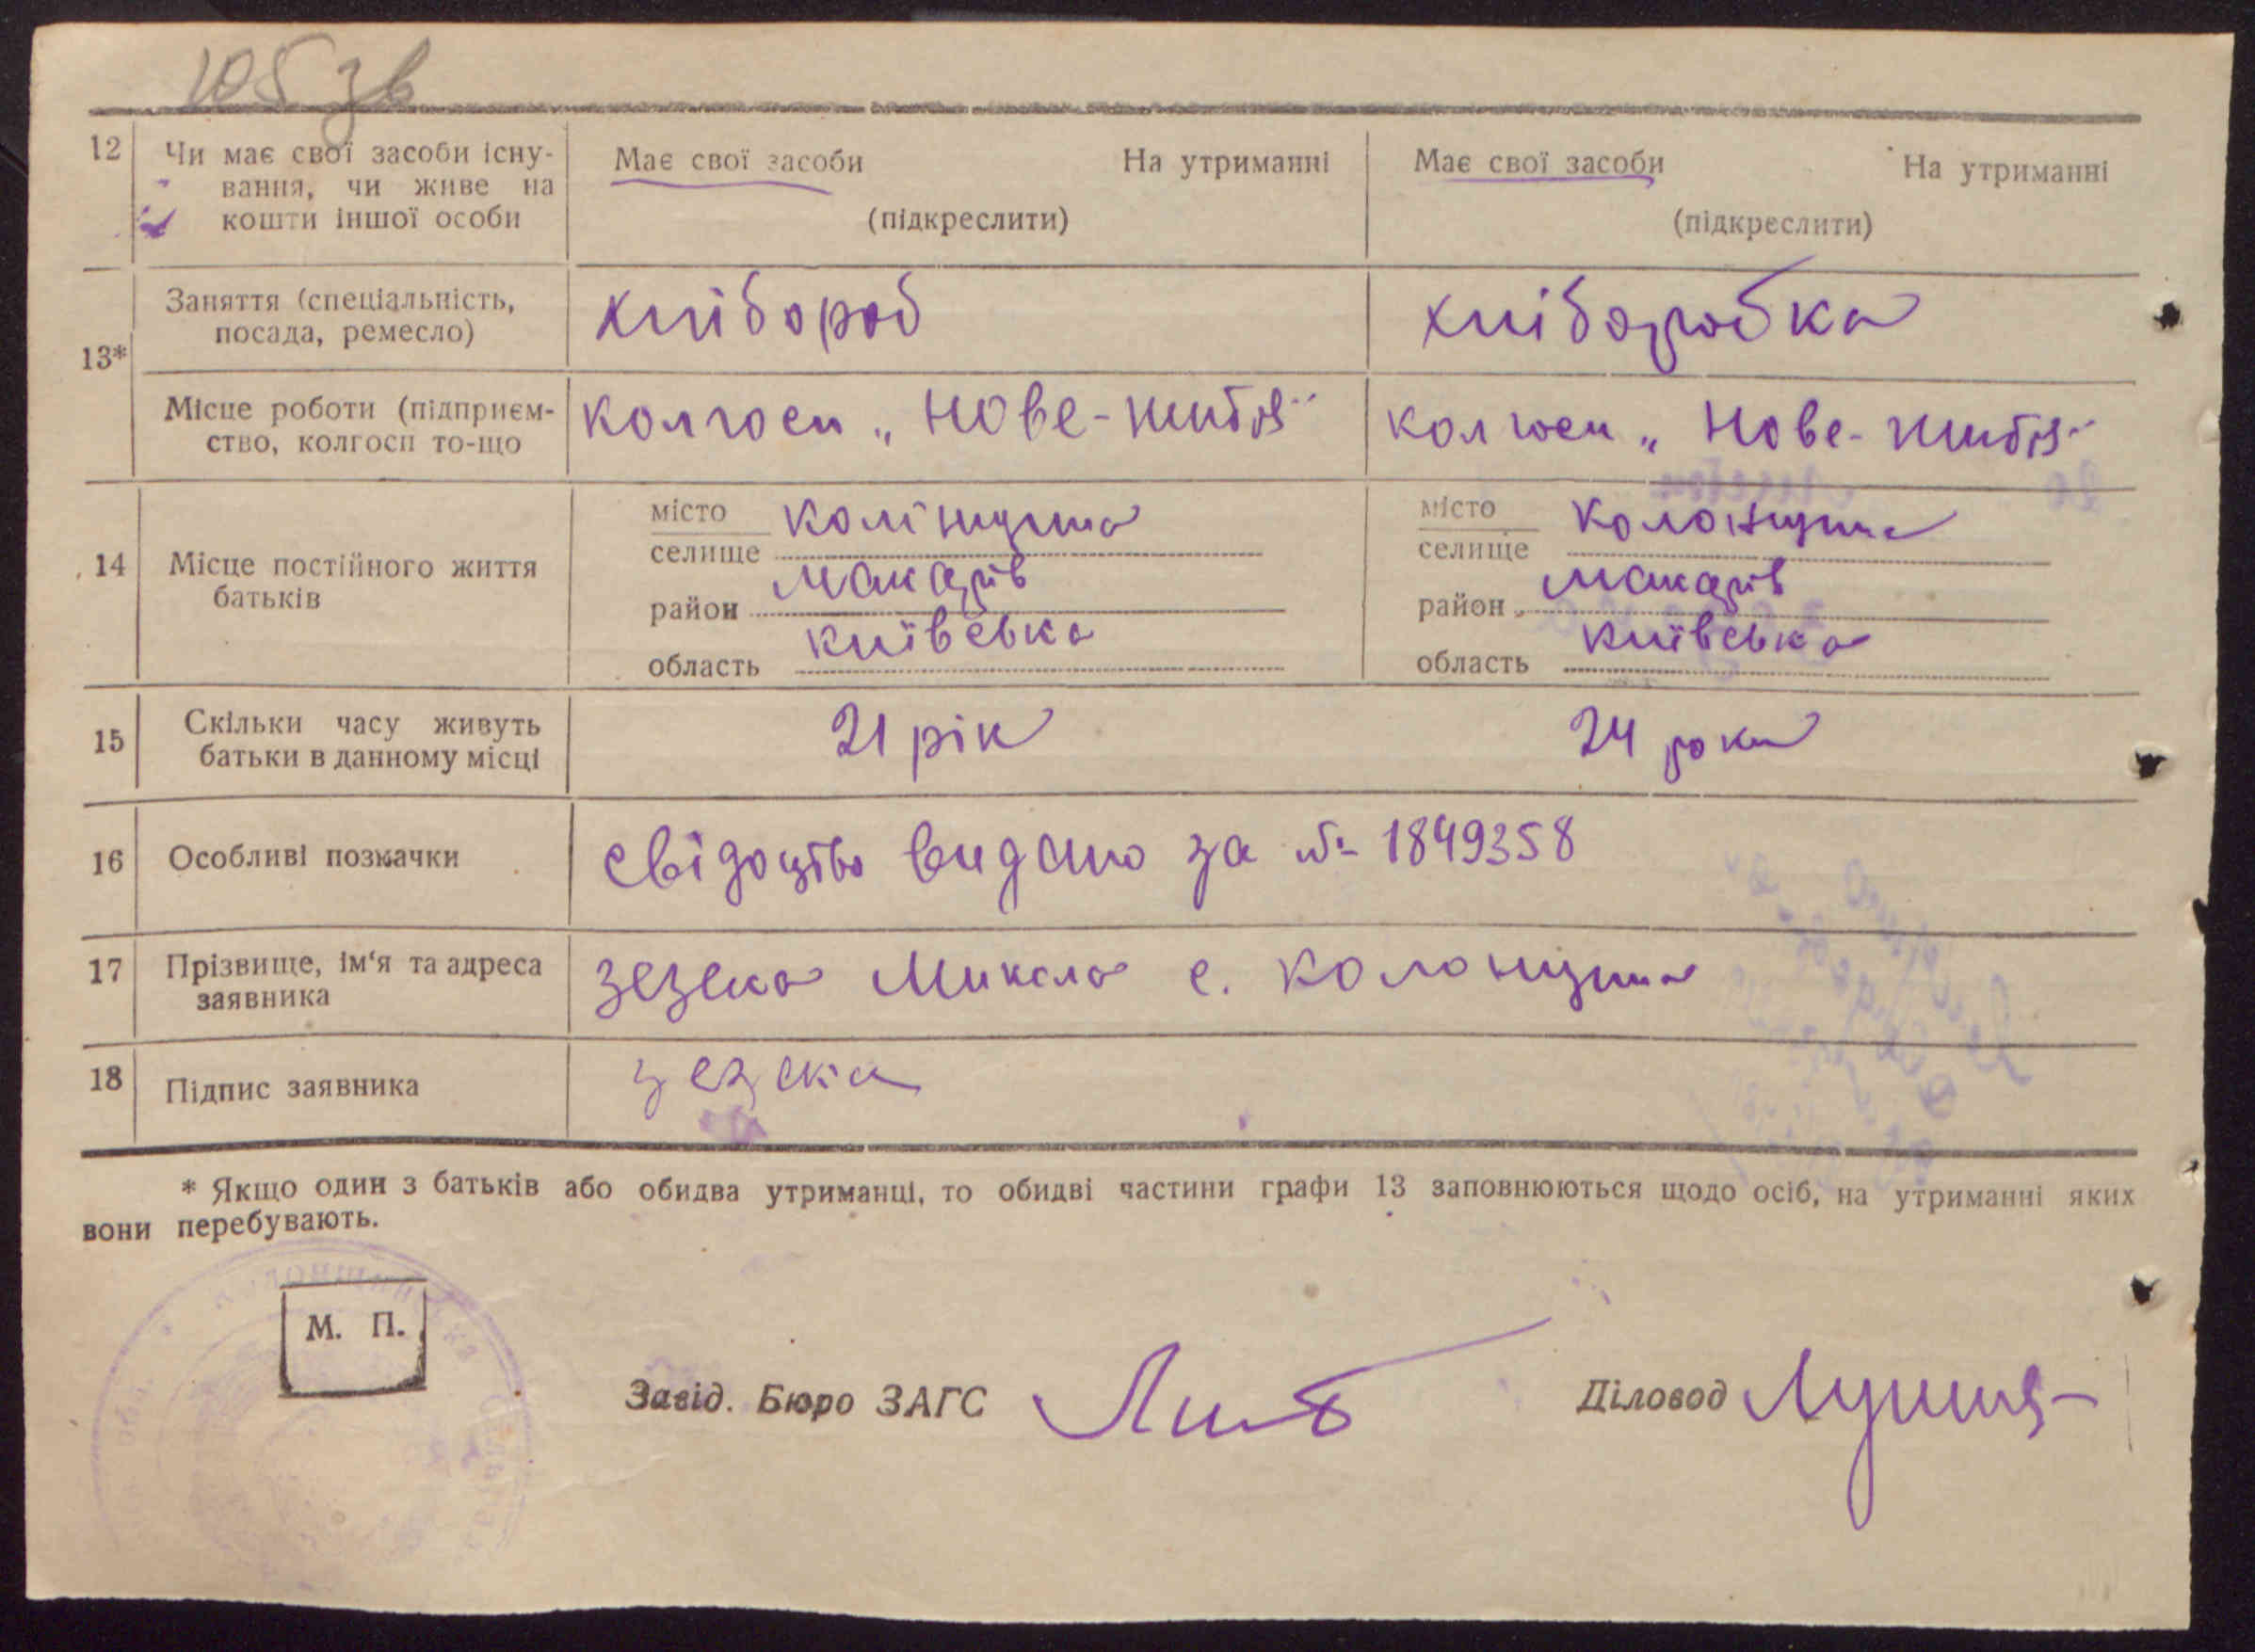 105 зв
12 Чи має свої засоби існу- Має свої засоби На утриманні Має свої засоби На утриманні
вання, чи живе на
кошти іншої особи (підкреслити) (підкреслити)
13* Заняття (спеціальність, хлібороб хліборобка
посада, ремесло)
Місце роботи (підприєм- колгосп „Нове-життя" колгосп „Нове-життя"
ство, колгосп то-що
14 Місце постійного життя
батьків
місто колінщина місто колонщина
селище селище
район макарів район макарів
область київська область київська
15 Скільки часу живуть 21 рік 24 роки
батьки в данному місці
16 Особливі позначки свідоцтво видано за № 1849358
17 Прізвище, ім'я та адреса зезека Микола с. колонщина
заявника
18 Підпис заявника зезека
* Якщо один з батьків або обидва утриманці, то обидві частини графи 13 заповнюються щодо осіб, на утриманні яких
вони перебувають.
М. П.
Завід. Бюро ЗАГС Діловод